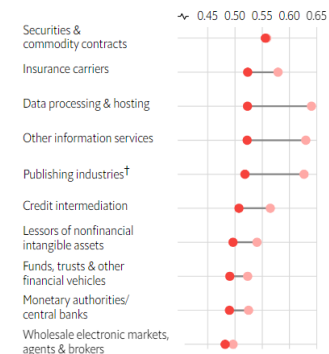 0.45 0.50 0.55 0.60 0.65
Securities &
commodity contracts
Insurance carriers
Data processing & hosting
Other information services
Publishing industries†
Credit intermediation
Lessors of nonfinancial
intangible assets
Funds, trusts & other
financial vehicles
Monetary authorities/
central banks
Wholesale electronic markets,
agents & brokers